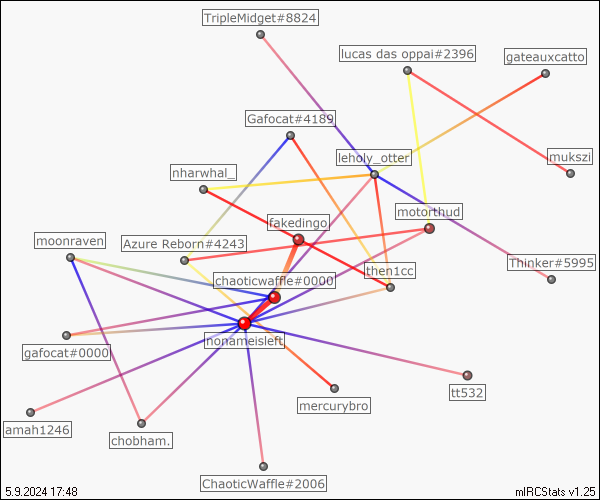 TripleMidget#8824
lucas das oppai#2396
gateauxcatto
Gafocat#4189
leholy_otter
mukszi
nharwhal_
motorthud
fakedingo
moonraven
Azure Reborn#4243
Thinker#5995
then1cc
chaoticwaffle#0000
nonameisleft
gafocat#0000
tt532
mercurybro
amah1246
chobham.
ChaoticWaffle#2006
5.9.2024 17:48
mIRCStats v1.25